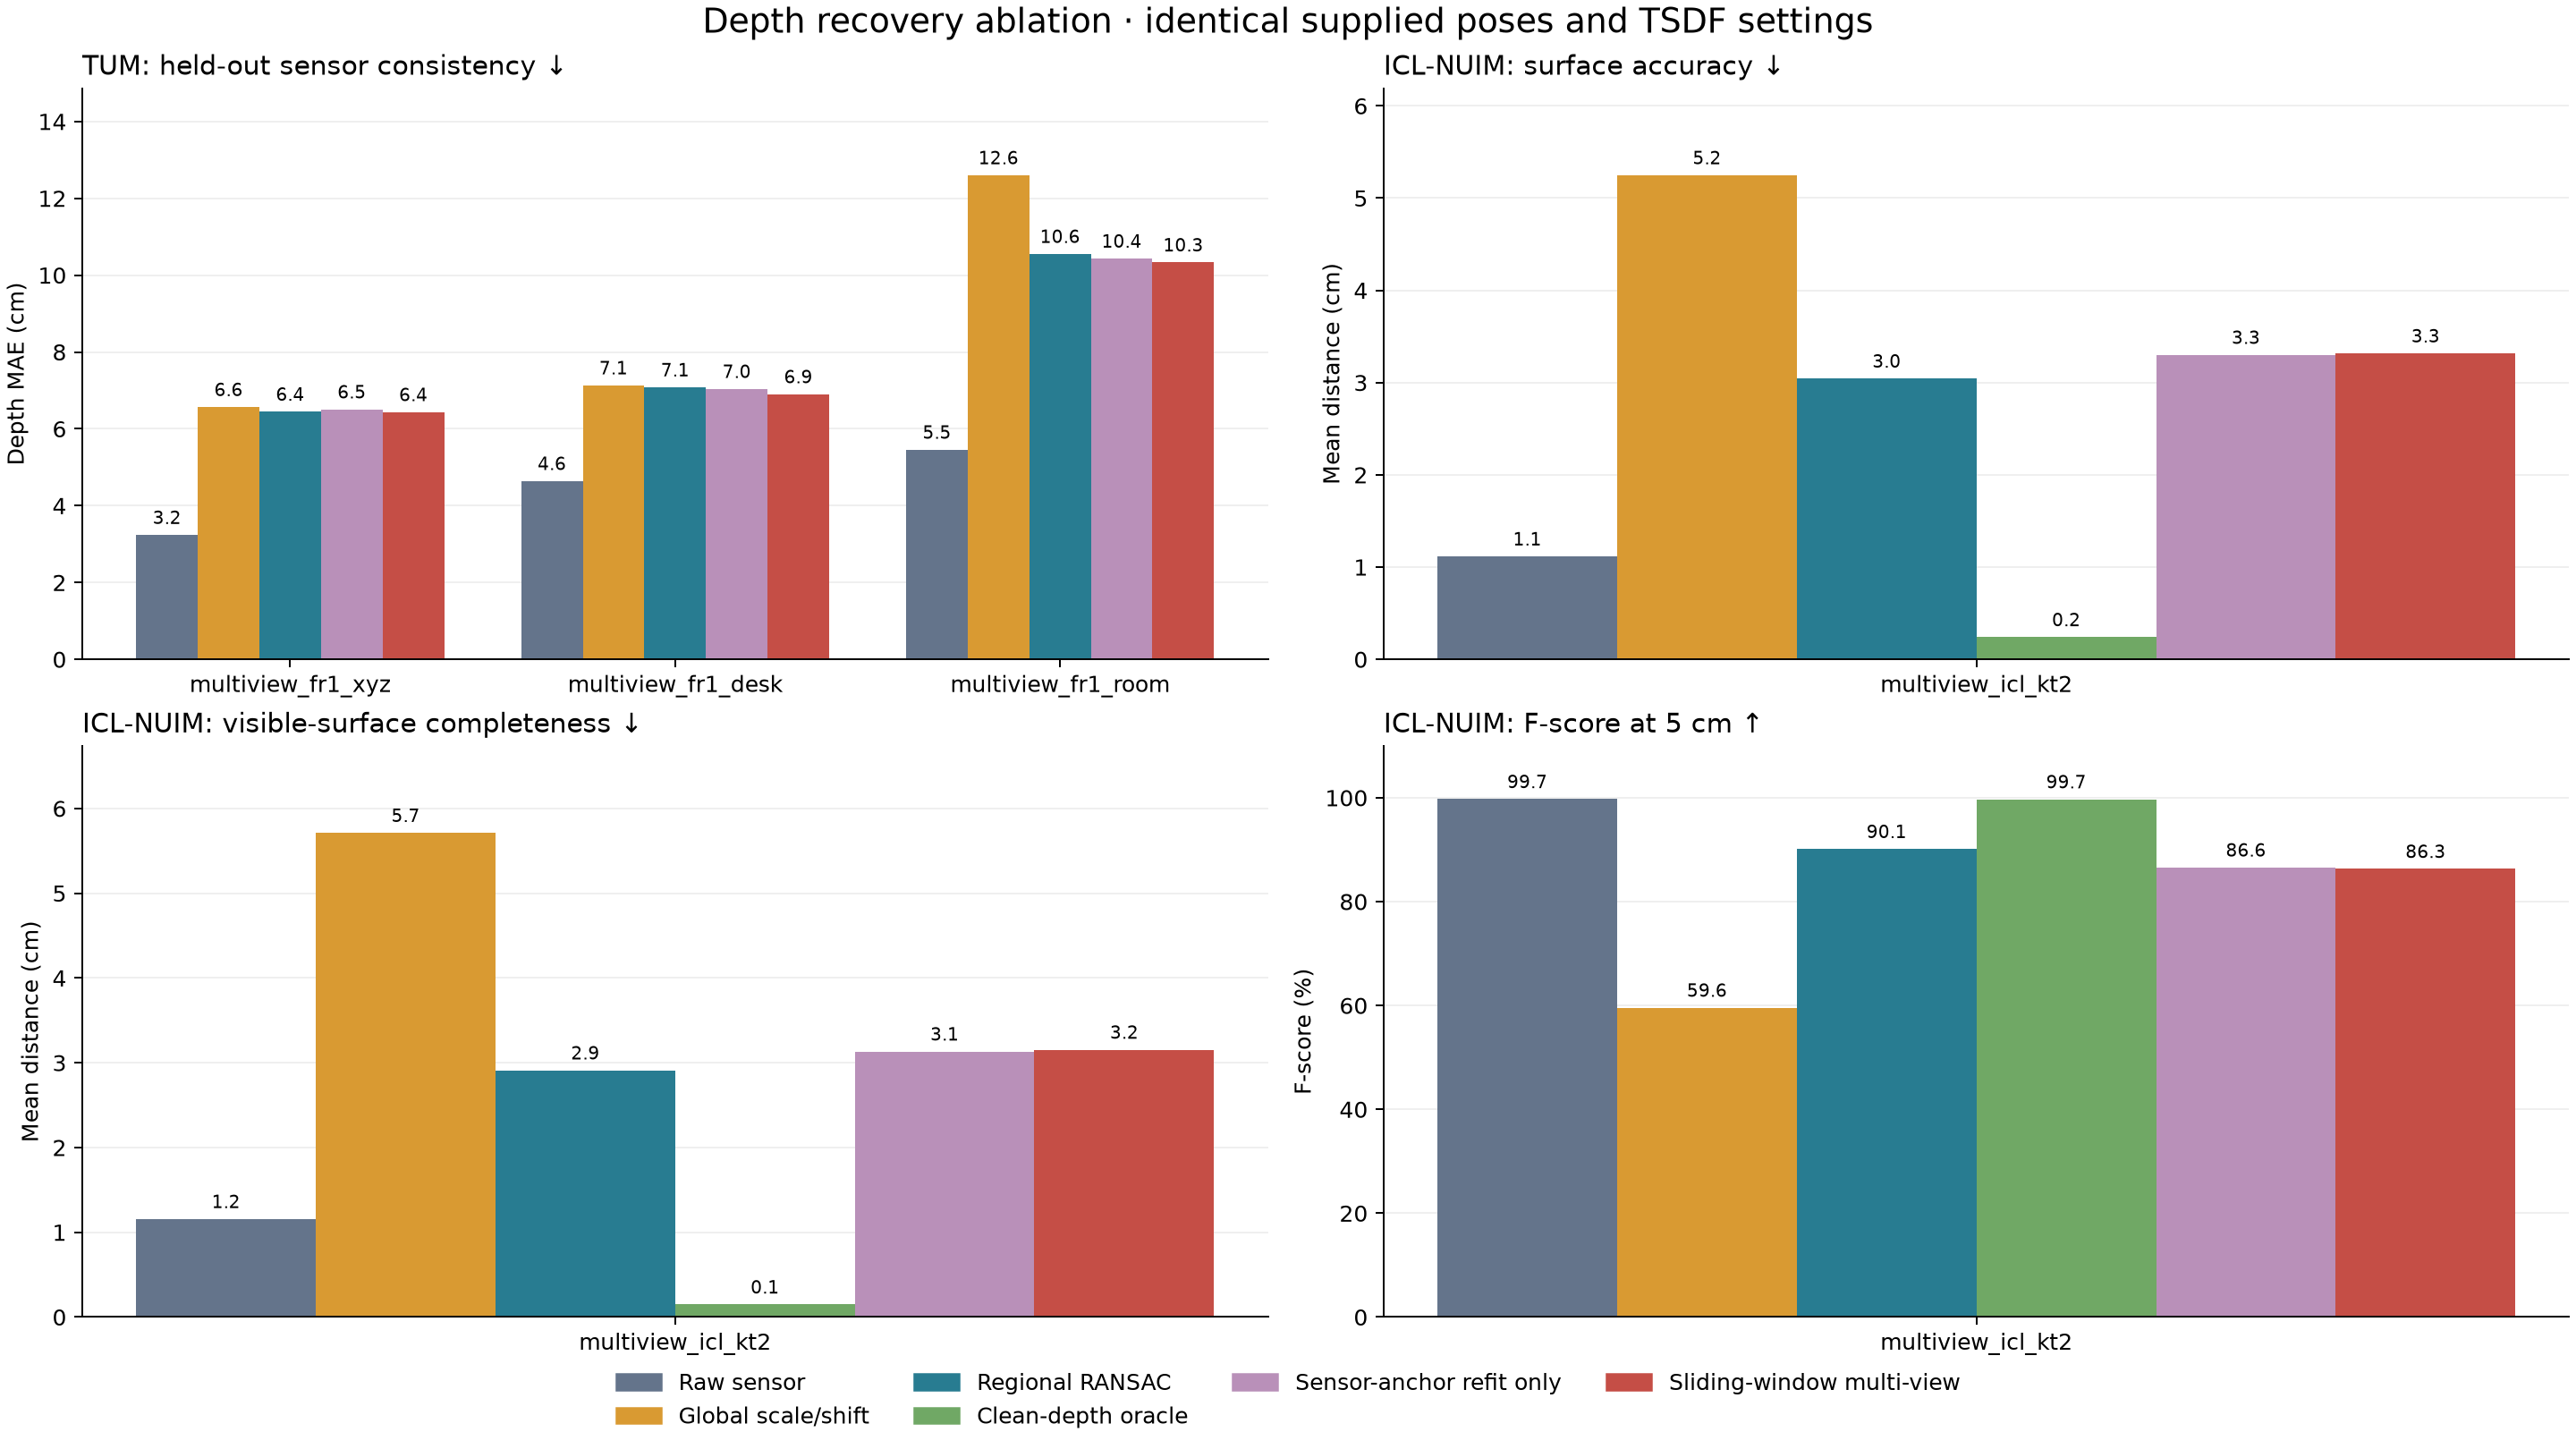 Depth recovery ablation · identical supplied poses and TSDF settings
TUM: held-out sensor consistency ↓
Depth MAE (cm)
14
12
10
8
6
4
2
0
3.2
6.6
6.4
6.5
6.4
4.6
7.1
7.1
7.0
6.9
5.5
12.6
10.6
10.4
10.3
multiview_fr1_xyz
multiview_fr1_desk
multiview_fr1_room
ICL-NUIM: surface accuracy ↓
Mean distance (cm)
6
5
4
3
2
1
0
1.1
5.2
3.0
0.2
3.3
3.3
multiview_icl_kt2
ICL-NUIM: visible-surface completeness ↓
Mean distance (cm)
6
5
4
3
2
1
0
1.2
5.7
2.9
0.1
3.1
3.2
multiview_icl_kt2
ICL-NUIM: F-score at 5 cm ↑
F-score (%)
100
80
60
40
20
0
99.7
59.6
90.1
99.7
86.6
86.3
multiview_icl_kt2
Raw sensor
Global scale/shift
Regional RANSAC
Clean-depth oracle
Sensor-anchor refit only
Sliding-window multi-view